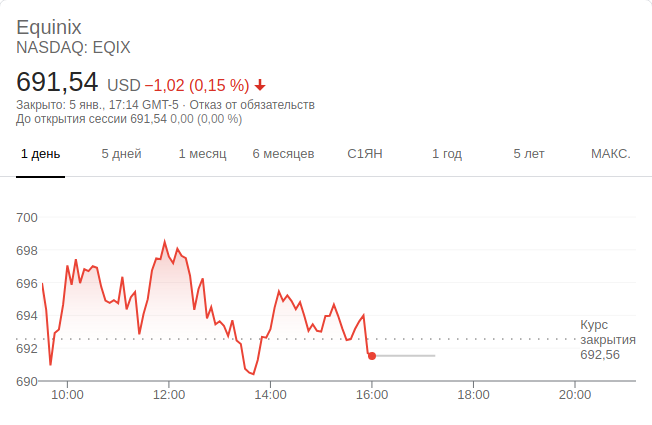 Equinix
NASDAQ: EQIX
691,54 USD −1,02 (0,15 %)
Закрыто: 5 янв., 17:14 GMT-5 · Отказ от обязательств
До открытия сессии 691,54 0,00 (0,00 %)
1 день 5 дней 1 месяц 6 месяцев С1ЯН 1 год 5 лет МАКС.
700
698
696
694
692
690
Курс
закрытия
692,56
10:00 12:00 14:00 16:00 18:00 20:00